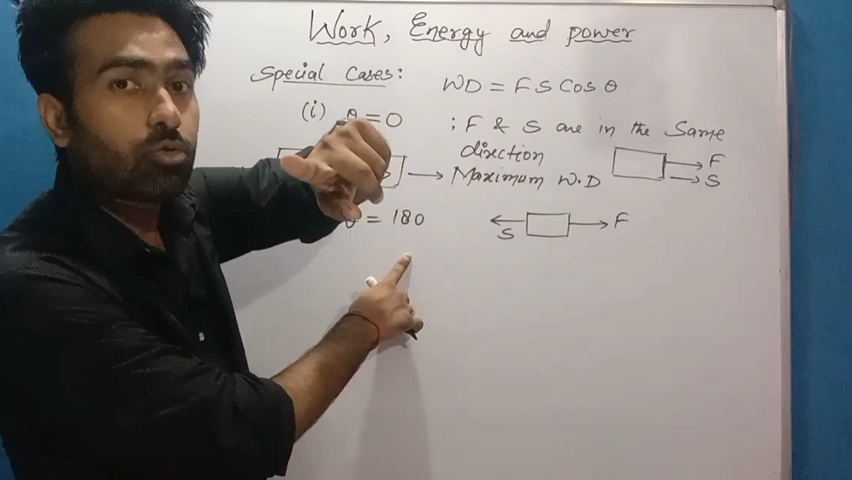 Work, Energy and power
Special Cases: WD = F S Cos θ
(i) θ = 0 ; F & S are in the Same
direction
→ Maximum W.D
F
S
θ = 180
S F